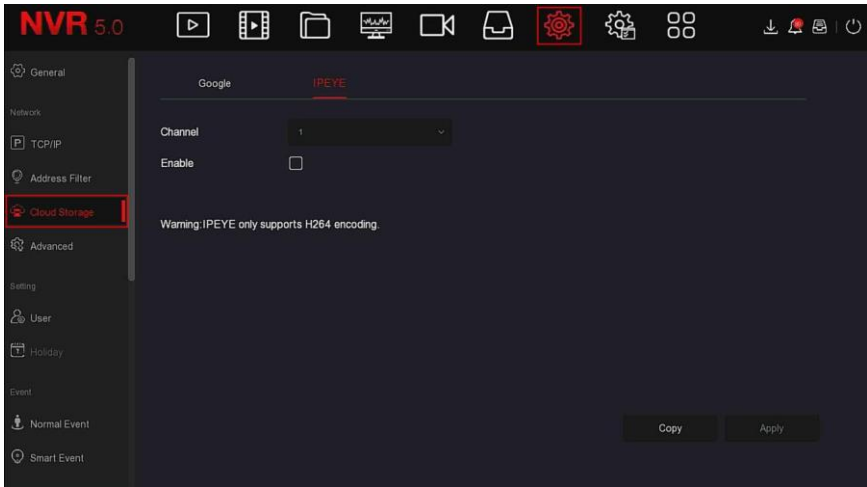 NVR 5.0
General
Network
TCP/IP
Address Filter
Cloud Storage
Advanced
Setting
User
Holiday
Event
Normal Event
Smart Event
Google IPEYE
Channel 1
Enable
Warning:IPEYE only supports H264 encoding.
Copy Apply